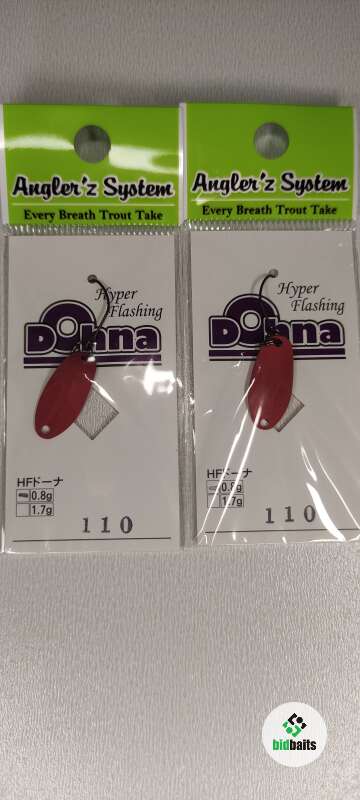 Angler'z System
Every Breath Trout Take
Hyper
Flashing
Dohna
HFドーナ
0.8g
1.7g
110
Angler'z System
Every Breath Trout Take
Hyper
Flashing
Dohna
HFドーナ
0.8g
1.7g
110
bidbaits